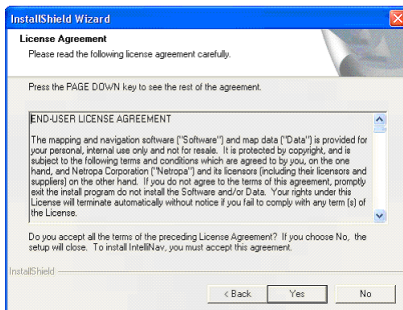 InstallShield Wizard
License Agreement
Please read the following license agreement carefully.
Press the PAGE DOWN key to see the rest of the agreement.
END-USER LICENSE AGREEMENT
The mapping and navigation software ("Software") and map data ("Data") is provided for
your personal, internal use only and not for resale. It is protected by copyright, and is
subject to the following terms and conditions which are agreed to by you, on the one
hand, and Netropa Corporation ("Netropa") and its licensors (including their licensors and
suppliers) on the other hand. If you do not agree to the terms of this agreement, promptly
exit the install program do not install the Software and/or Data. Your rights under this
License will terminate automatically without notice if you fail to comply with any term (s) of
the License.
Do you accept all the terms of the preceding License Agreement? If you choose No, the
setup will close. To install IntelliNav, you must accept this agreement.
InstallShield
< Back Yes No